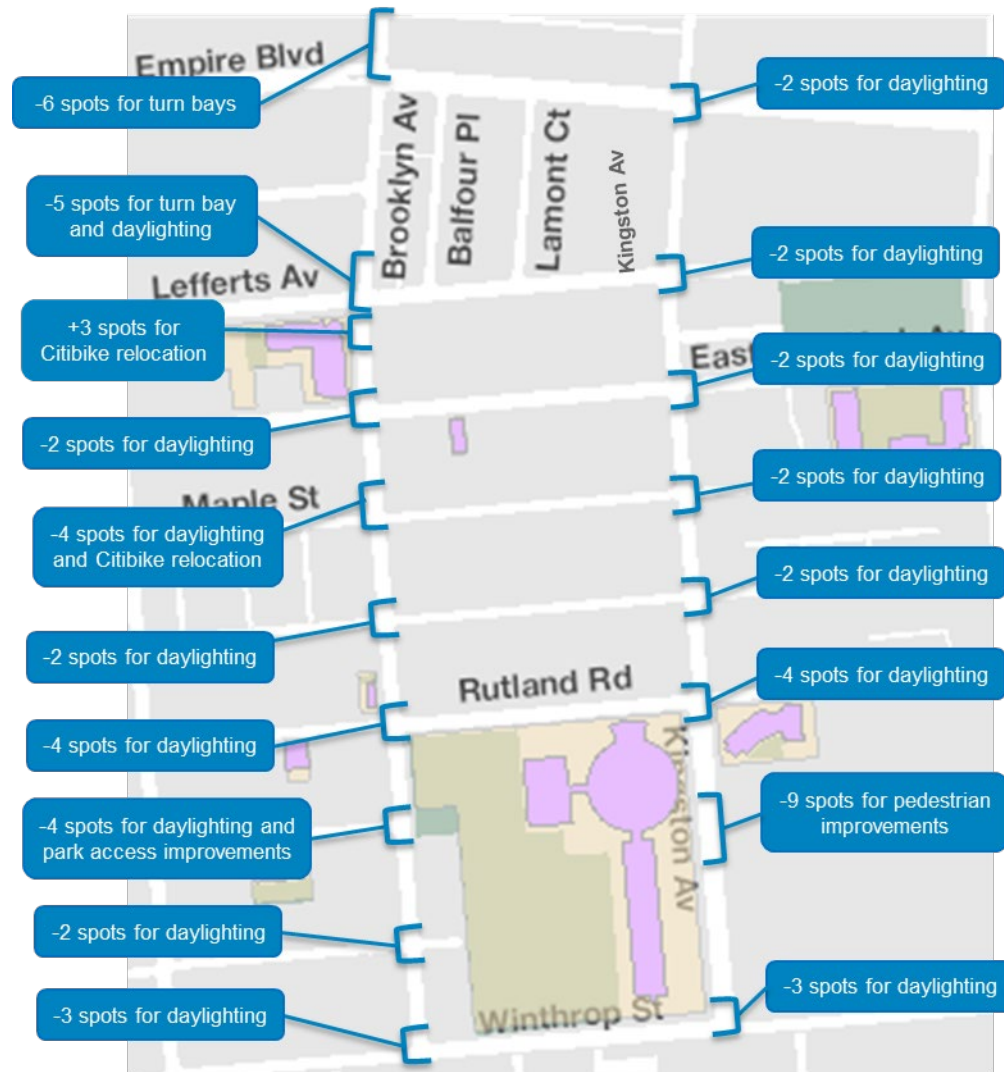 Empire Blvd
-6 spots for turn bays
-2 spots for daylighting
Brooklyn Av
Balfour Pl
Lamont Ct
Kingston Av
-5 spots for turn bay
and daylighting
-2 spots for daylighting
Lefferts Av
+3 spots for
Citibike relocation
East
-2 spots for daylighting
-2 spots for daylighting
Maple St
-2 spots for daylighting
-4 spots for daylighting
and Citibike relocation
-2 spots for daylighting
-2 spots for daylighting
Rutland Rd
-4 spots for daylighting
-4 spots for daylighting
Kingston Av
-4 spots for daylighting and
park access improvements
-9 spots for pedestrian
improvements
-2 spots for daylighting
-3 spots for daylighting
Winthrop St
-3 spots for daylighting